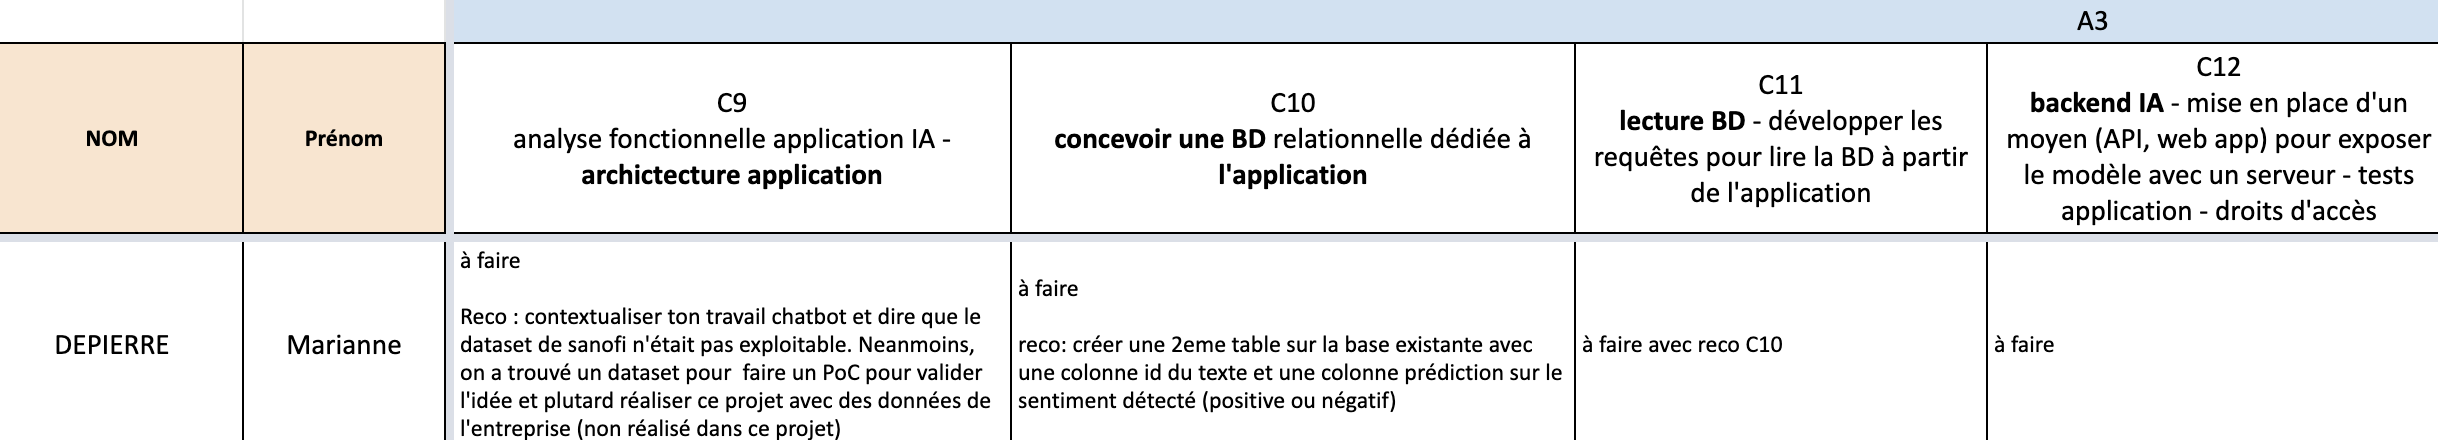 A3
NOM
Prénom
C9
analyse fonctionnelle application IA -
archictecture application
C10
concevoir une BD relationnelle dédiée à
l'application
C11
lecture BD - développer les
requêtes pour lire la BD à partir
de l'application
C12
backend IA - mise en place d'un
moyen (API, web app) pour exposer
le modèle avec un serveur - tests
application - droits d'accès
DEPIERRE
Marianne
à faire
Reco : contextualiser ton travail chatbot et dire que le
dataset de sanofi n'était pas exploitable. Neanmoins,
on a trouvé un dataset pour faire un PoC pour valider
l'idée et plutard réaliser ce projet avec des données de
l'entreprise (non réalisé dans ce projet)
à faire
reco: créer une 2eme table sur la base existante avec
une colonne id du texte et une colonne prédiction sur le
sentiment détecté (positive ou négatif)
à faire avec reco C10
à faire